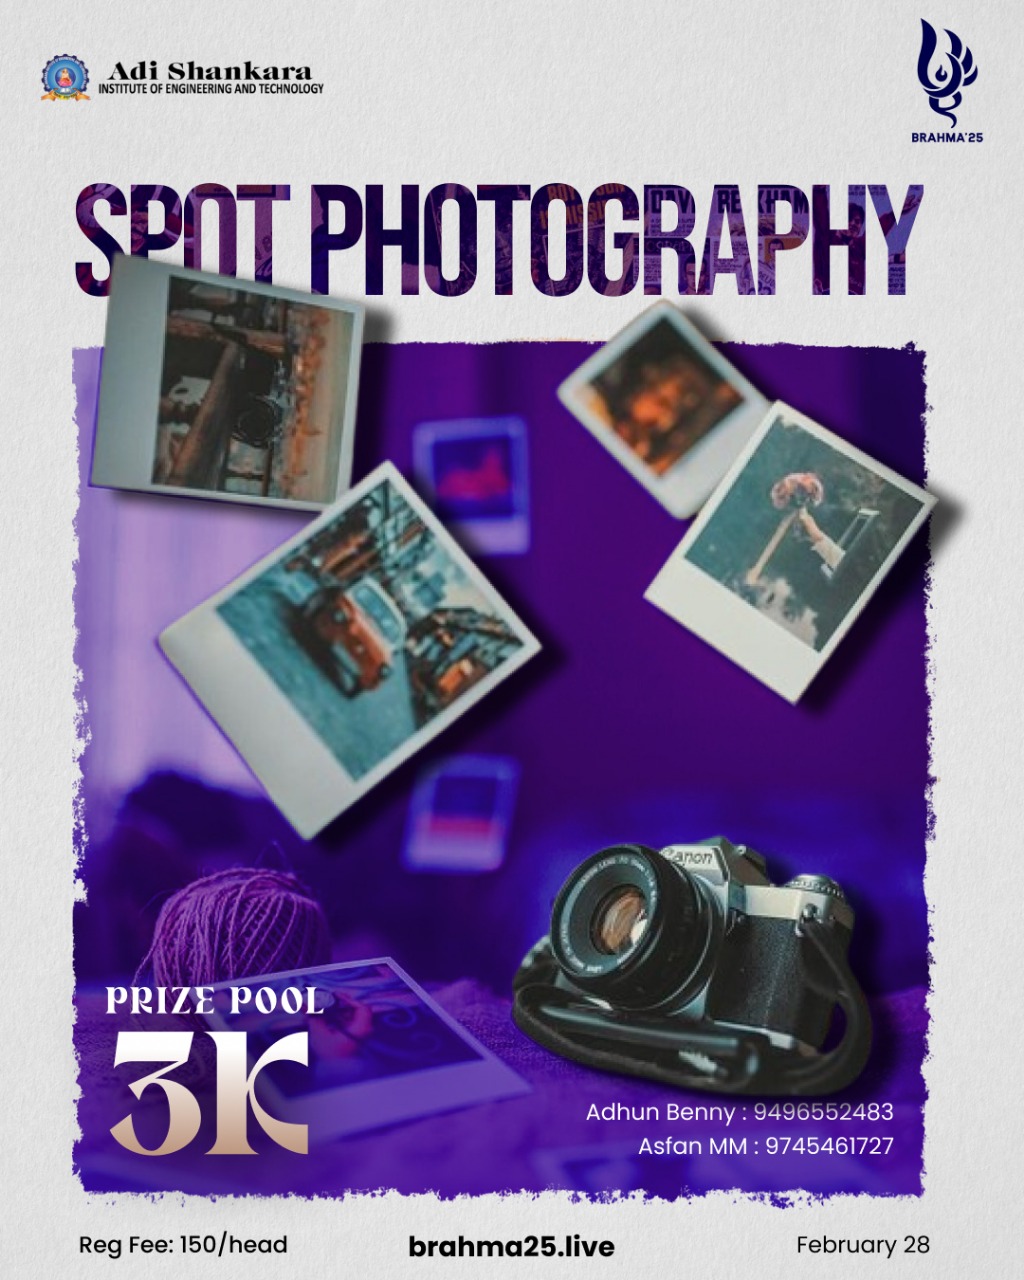 Adi Shankara
INSTITUTE OF ENGINEERING AND TECHNOLOGY
BRAHMA'25
SPOT PHOTOGRAPHY
Canon
PRIZE POOL
3K
Adhun Benny : 9496552483
Asfan MM : 9745461727
Reg Fee: 150/head
brahma25.live
February 28